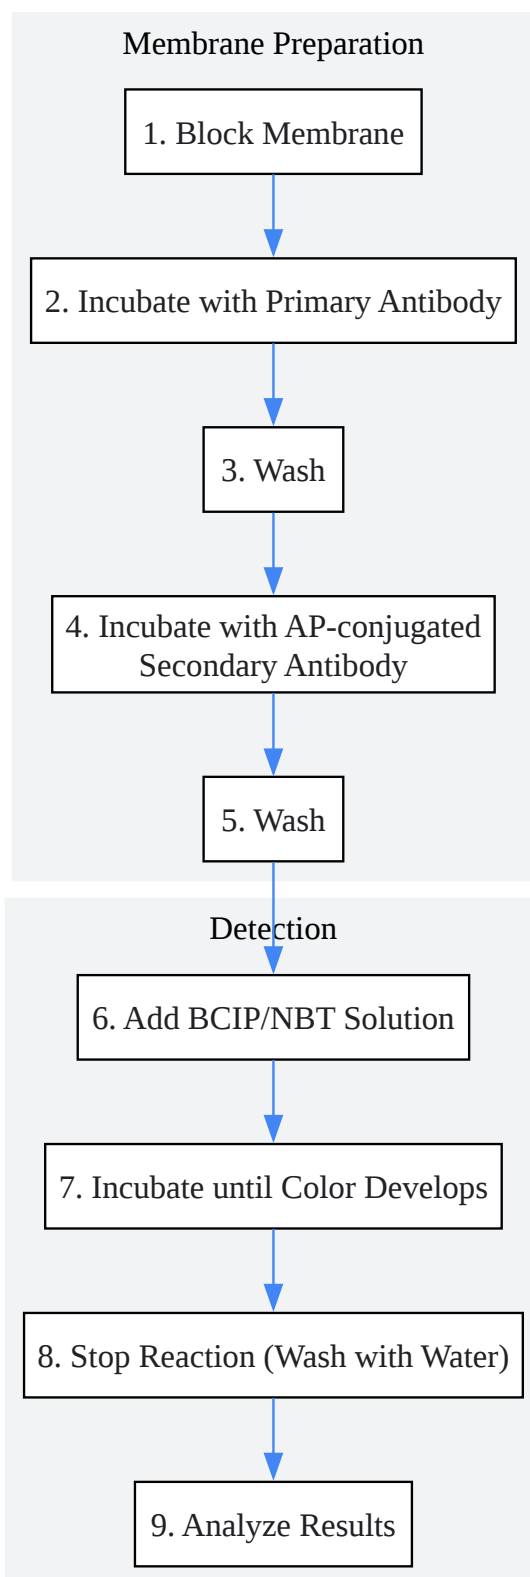 Membrane Preparation
1. Block Membrane
2. Incubate with Primary Antibody
3. Wash
4. Incubate with AP-conjugated
Secondary Antibody
5. Wash
Detection
6. Add BCIP/NBT Solution
7. Incubate until Color Develops
8. Stop Reaction (Wash with Water)
9. Analyze Results